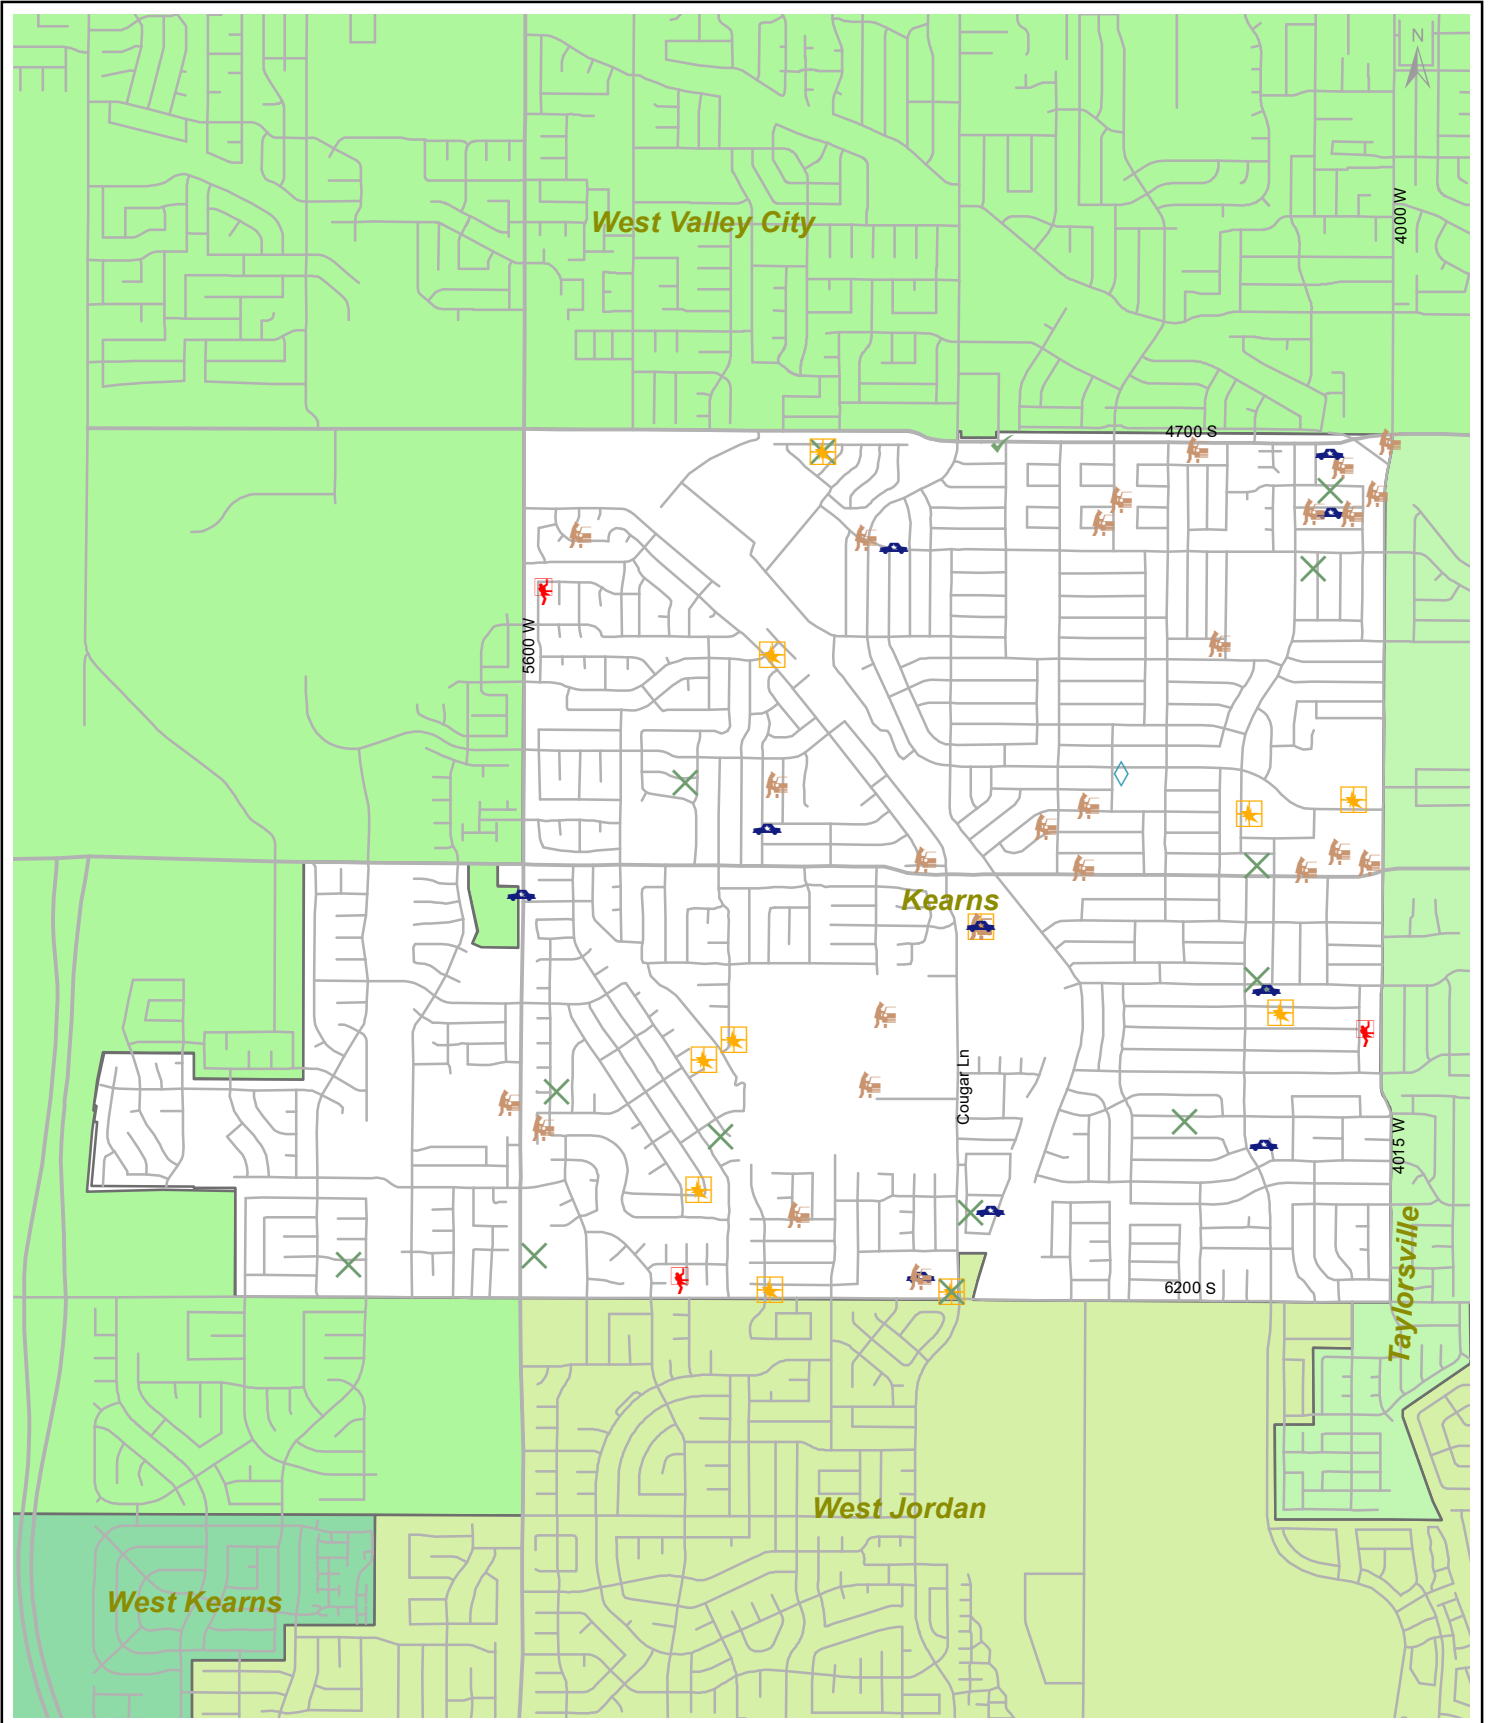 N
4000 W
West Valley City
4700 S
5600 W
Kearns
Cougar Ln
4015 W
Taylorsville
6200 S
West Jordan
West Kearns